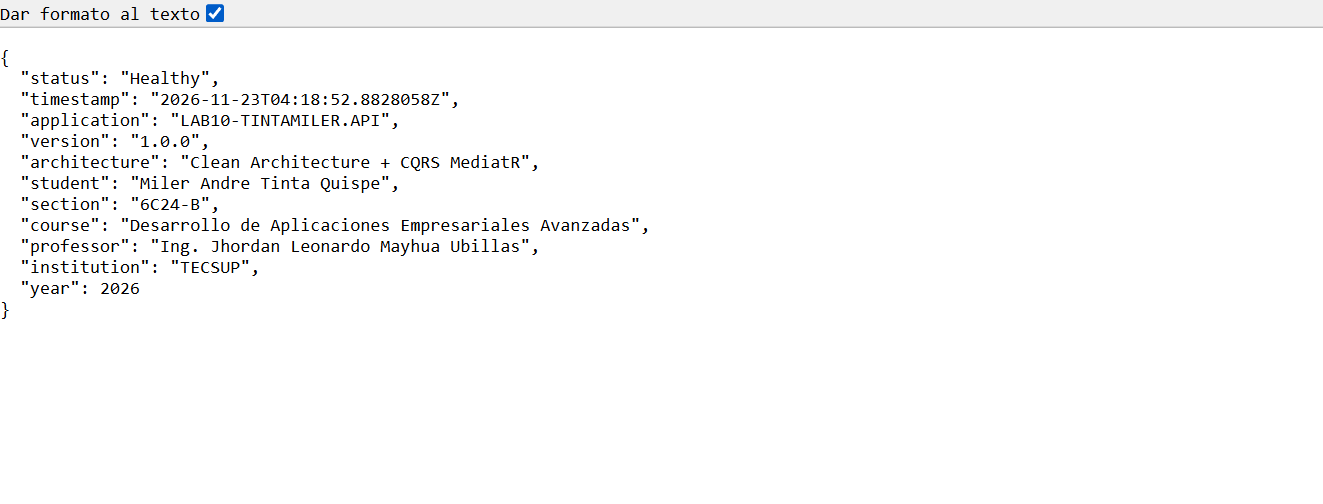 Dar formato al texto
{
  "status": "Healthy",
  "timestamp": "2026-11-23T04:18:52.8828058Z",
  "application": "LAB10-TINTAMILER.API",
  "version": "1.0.0",
  "architecture": "Clean Architecture + CQRS MediatR",
  "student": "Miler Andre Tinta Quispe",
  "section": "6C24-B",
  "course": "Desarrollo de Aplicaciones Empresariales Avanzadas",
  "professor": "Ing. Jhordan Leonardo Mayhua Ubillas",
  "institution": "TECSUP",
  "year": 2026
}